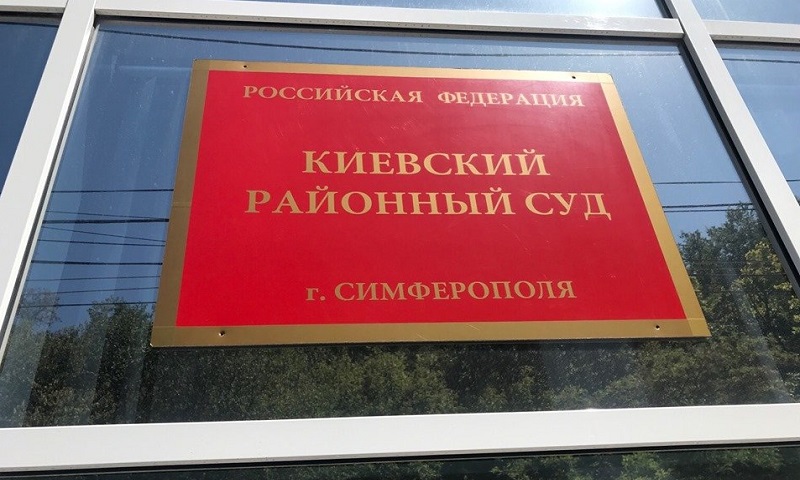 РОССИЙСКАЯ ФЕДЕРАЦИЯ
КИЕВСКИЙ
РАЙОННЫЙ СУД
г. СИМФЕРОПОЛЯ